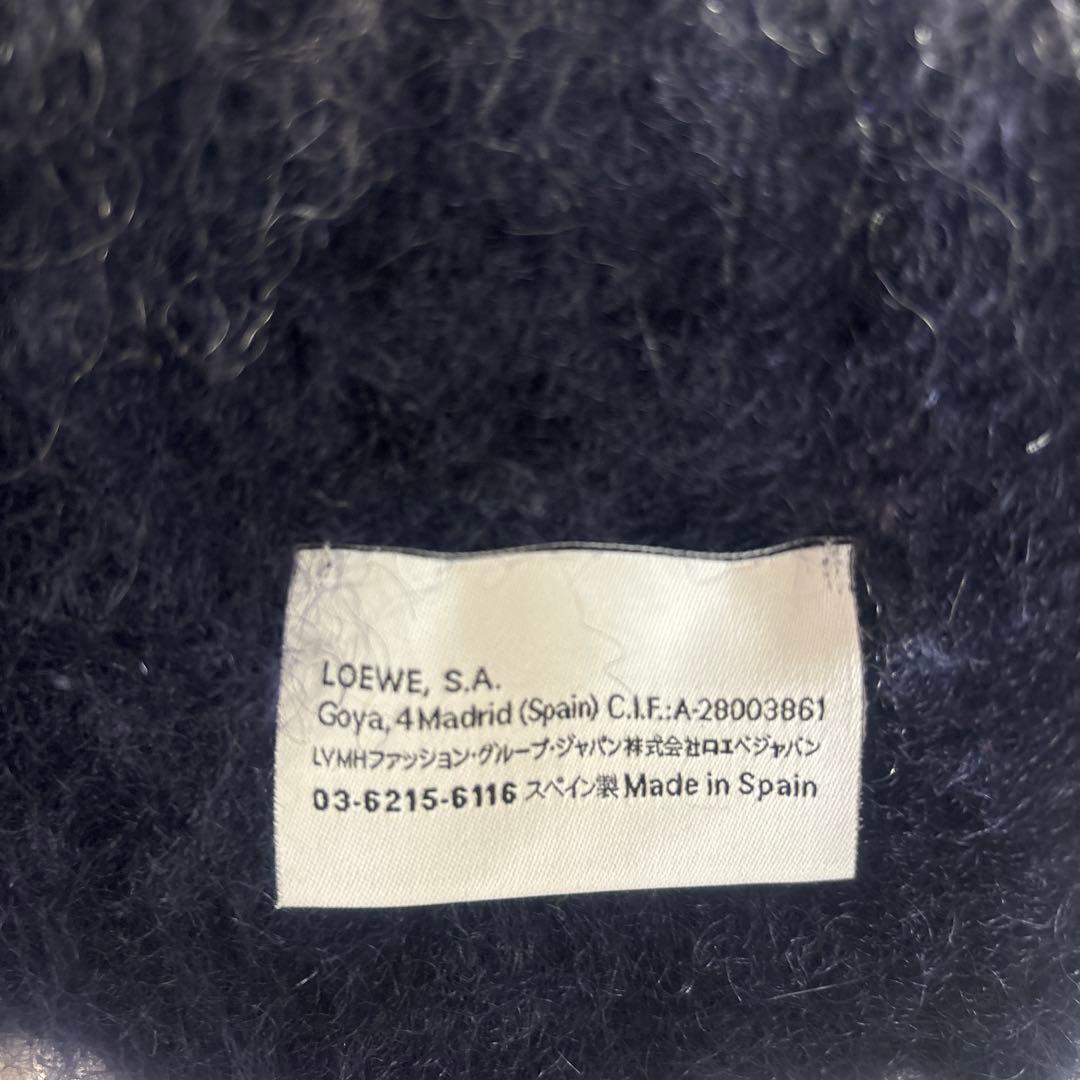 LOEWE, S.A.
Goya, 4 Madrid (Spain) C.I.F.:A-28003861
LVMHファッション・グループ・ジャパン株式会社ロエベジャパン
03-6215-6116 スペイン製 Made in Spain